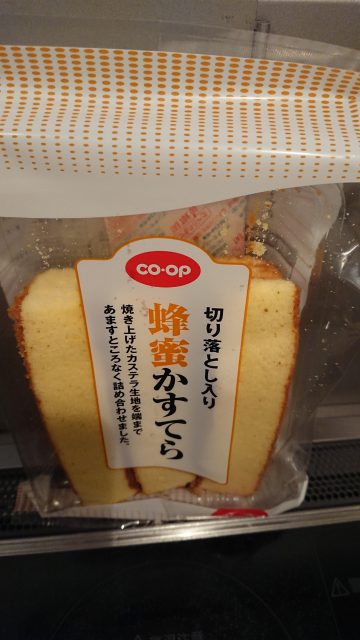 co·op
切り落とし入り
蜂蜜かすてら
焼き上げたカステラ生地を端まで
あますところなく詰め合わせました。